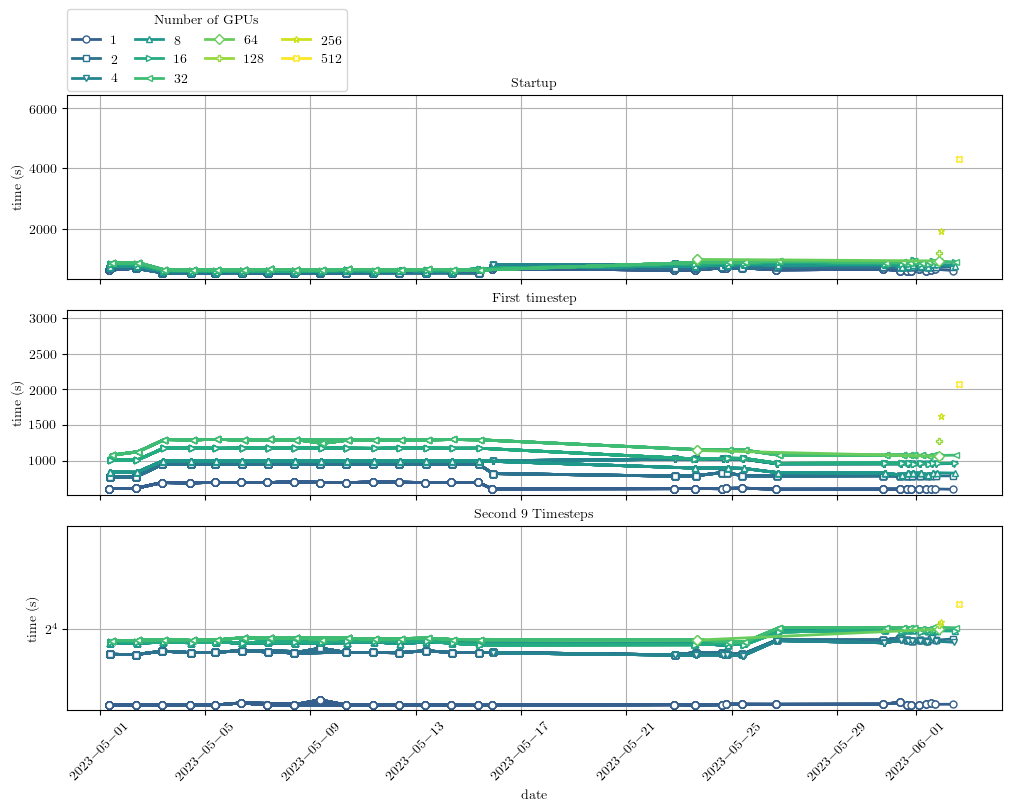 Number of GPUs
1 8 64 256
2 16 128 512
4 32
Startup
6000
4000
2000
time (s)
First timestep
3000
2500
2000
1500
1000
time (s)
Second 9 Timesteps
2^4
time (s)
2023−05−01 2023−05−05 2023−05−09 2023−05−13 2023−05−17 2023−05−21 2023−05−25 2023−05−29 2023−06−01
date